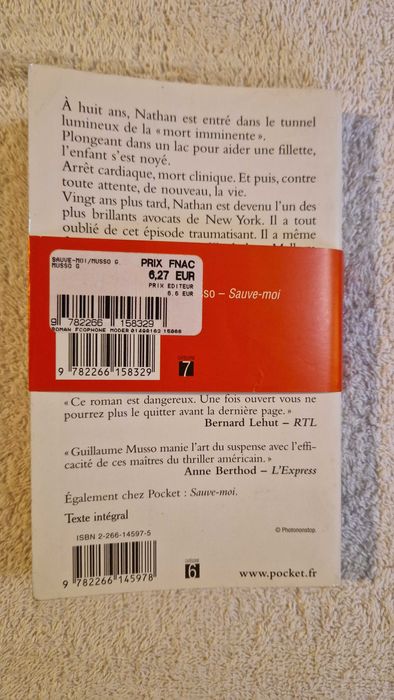 À huit ans, Nathan est entré dans le tunnel
lumineux de la « mort imminente ».
Plongeant dans un lac pour aider une fillette,
l'enfant s'est noyé.
Arrêt cardiaque, mort clinique. Et puis, contre
toute attente, de nouveau, la vie.
Vingt ans plus tard, Nathan est devenu l'un des
plus brillants avocats de New York. Il a tout
oublié de cet épisode traumatisant. Il a même
SAUVE-MOI/MUSSO G
MUSSO G
PRIX FNAC
6,27 EUR
PRIX EDITEUR
6.6 EUR
– Sauve-moi
9 782266 158329
9 782266 158329
CATÉGORIE
7
« Ce roman est dangereux. Une fois ouvert vous ne
pourrez plus le quitter avant la dernière page. »
Bernard Lehut – RTL
« Guillaume Musso manie l'art du suspense avec l'effi-
cacité de ces maîtres du thriller américain. »
Anne Berthod – L'Express
Également chez Pocket : Sauve-moi.
Texte intégral
© Photononstop.
ISBN 2-266-14597-5
9 782266 145978
CATÉGORIE
6
www.pocket.fr